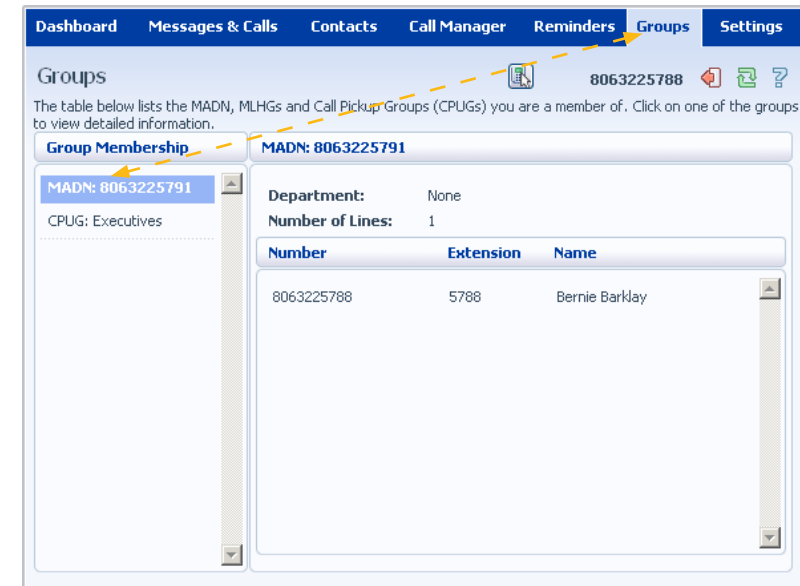 Dashboard Messages & Calls Contacts Call Manager Reminders Groups Settings
Groups
8063225788
The table below lists the MADN, MLHGs and Call Pickup Groups (CPUGs) you are a member of. Click on one of the groups
to view detailed information.
Group Membership
MADN: 8063225791
CPUG: Executives
MADN: 8063225791
Department: None
Number of Lines: 1
Number Extension Name
8063225788 5788 Bernie Barklay